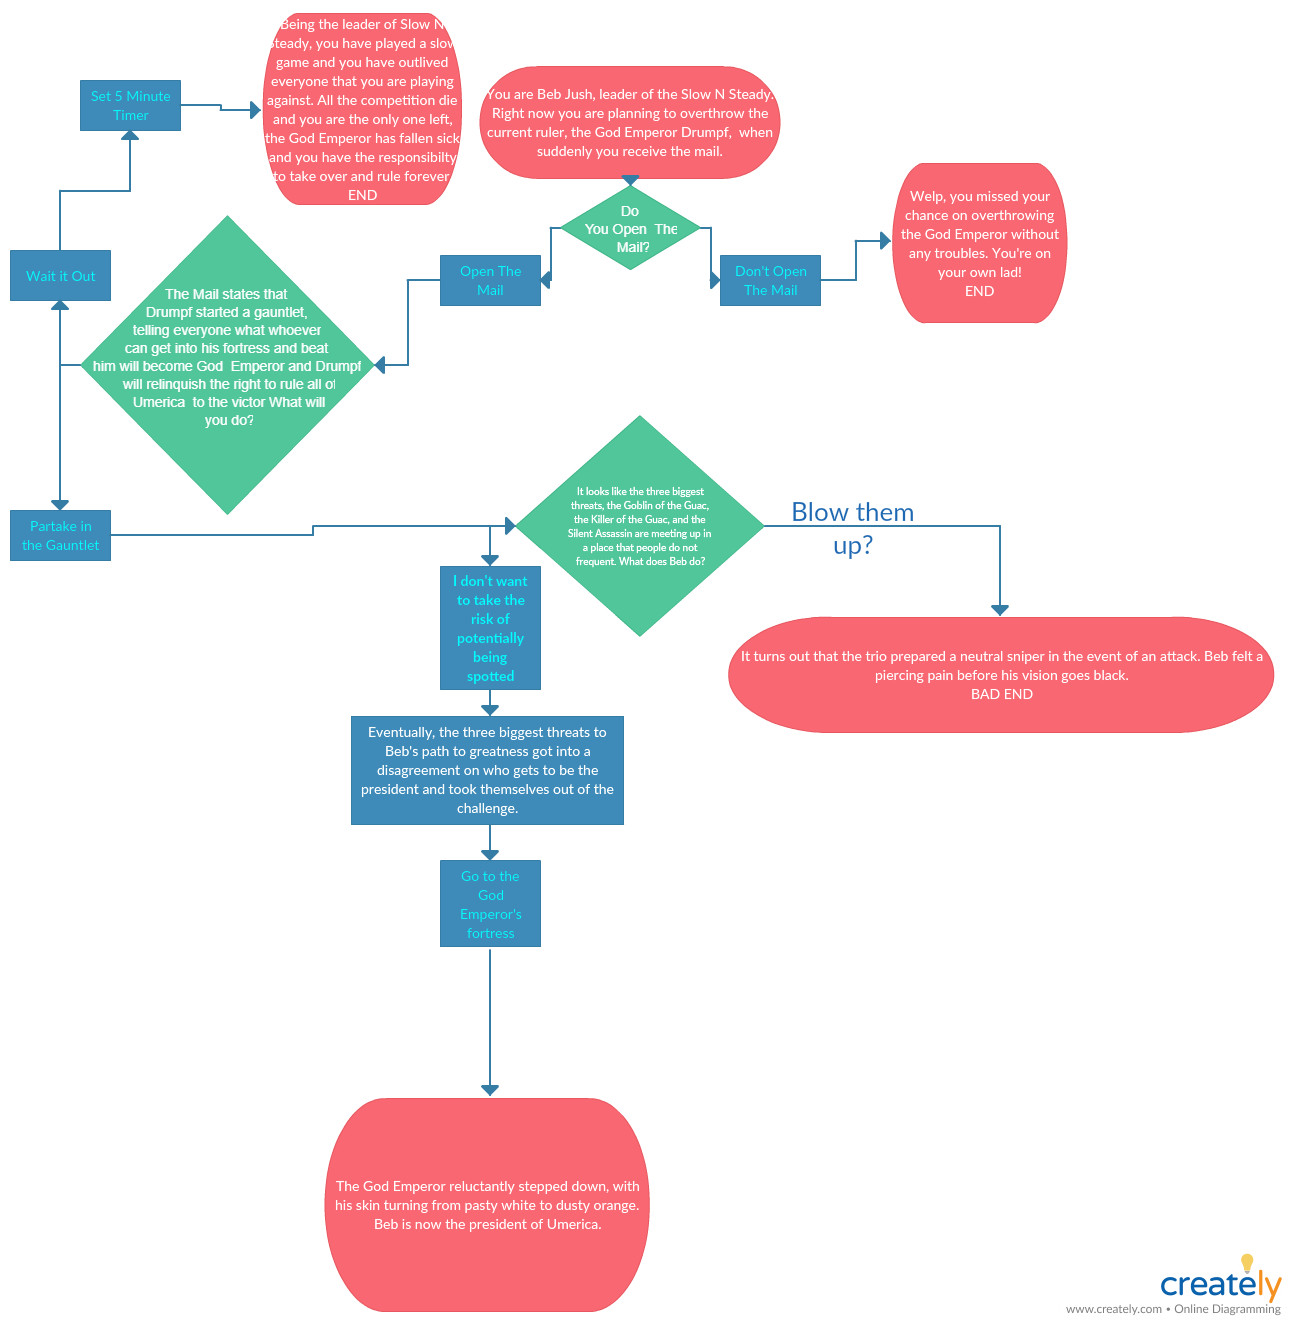 Being the leader of Slow N
Steady, you have played a slow
game and you have outlived
everyone that you are playing
against. All the competition die
and you are the only one left,
the God Emperor has fallen sick
and you have the responsibilty
to take over and rule forever
END
Set 5 Minute
Timer
You are Beb Jush, leader of the Slow N Steady.
Right now you are planning to overthrow the
current ruler, the God Emperor Drumpf, when
suddenly you receive the mail.
Do
You Open The
Mail?
Welp, you missed your
chance on overthrowing
the God Emperor without
any troubles. You're on
your own lad!
END
Wait it Out
Open The
Mail
Don't Open
The Mail
The Mail states that
Drumpf started a gauntlet,
telling everyone what whoever
can get into his fortress and beat
him will become God Emperor and Drumpf
will relinquish the right to rule all of
Umerica to the victor What will
you do?
Partake in
the Gauntlet
It looks like the three biggest
threats, the Goblin of the Guac,
the Killer of the Guac, and the
Silent Assassin are meeting up in
a place that people do not
frequent. What does Beb do?
Blow them
up?
I don't want
to take the
risk of
potentially
being
spotted
It turns out that the trio prepared a neutral sniper in the event of an attack. Beb felt a
piercing pain before his vision goes black.
BAD END
Eventually, the three biggest threats to
Beb's path to greatness got into a
disagreement on who gets to be the
president and took themselves out of the
challenge.
Go to the
God
Emperor's
fortress
The God Emperor reluctantly stepped down, with
his skin turning from pasty white to dusty orange.
Beb is now the president of Umerica.
creately
www.creately.com • Online Diagramming